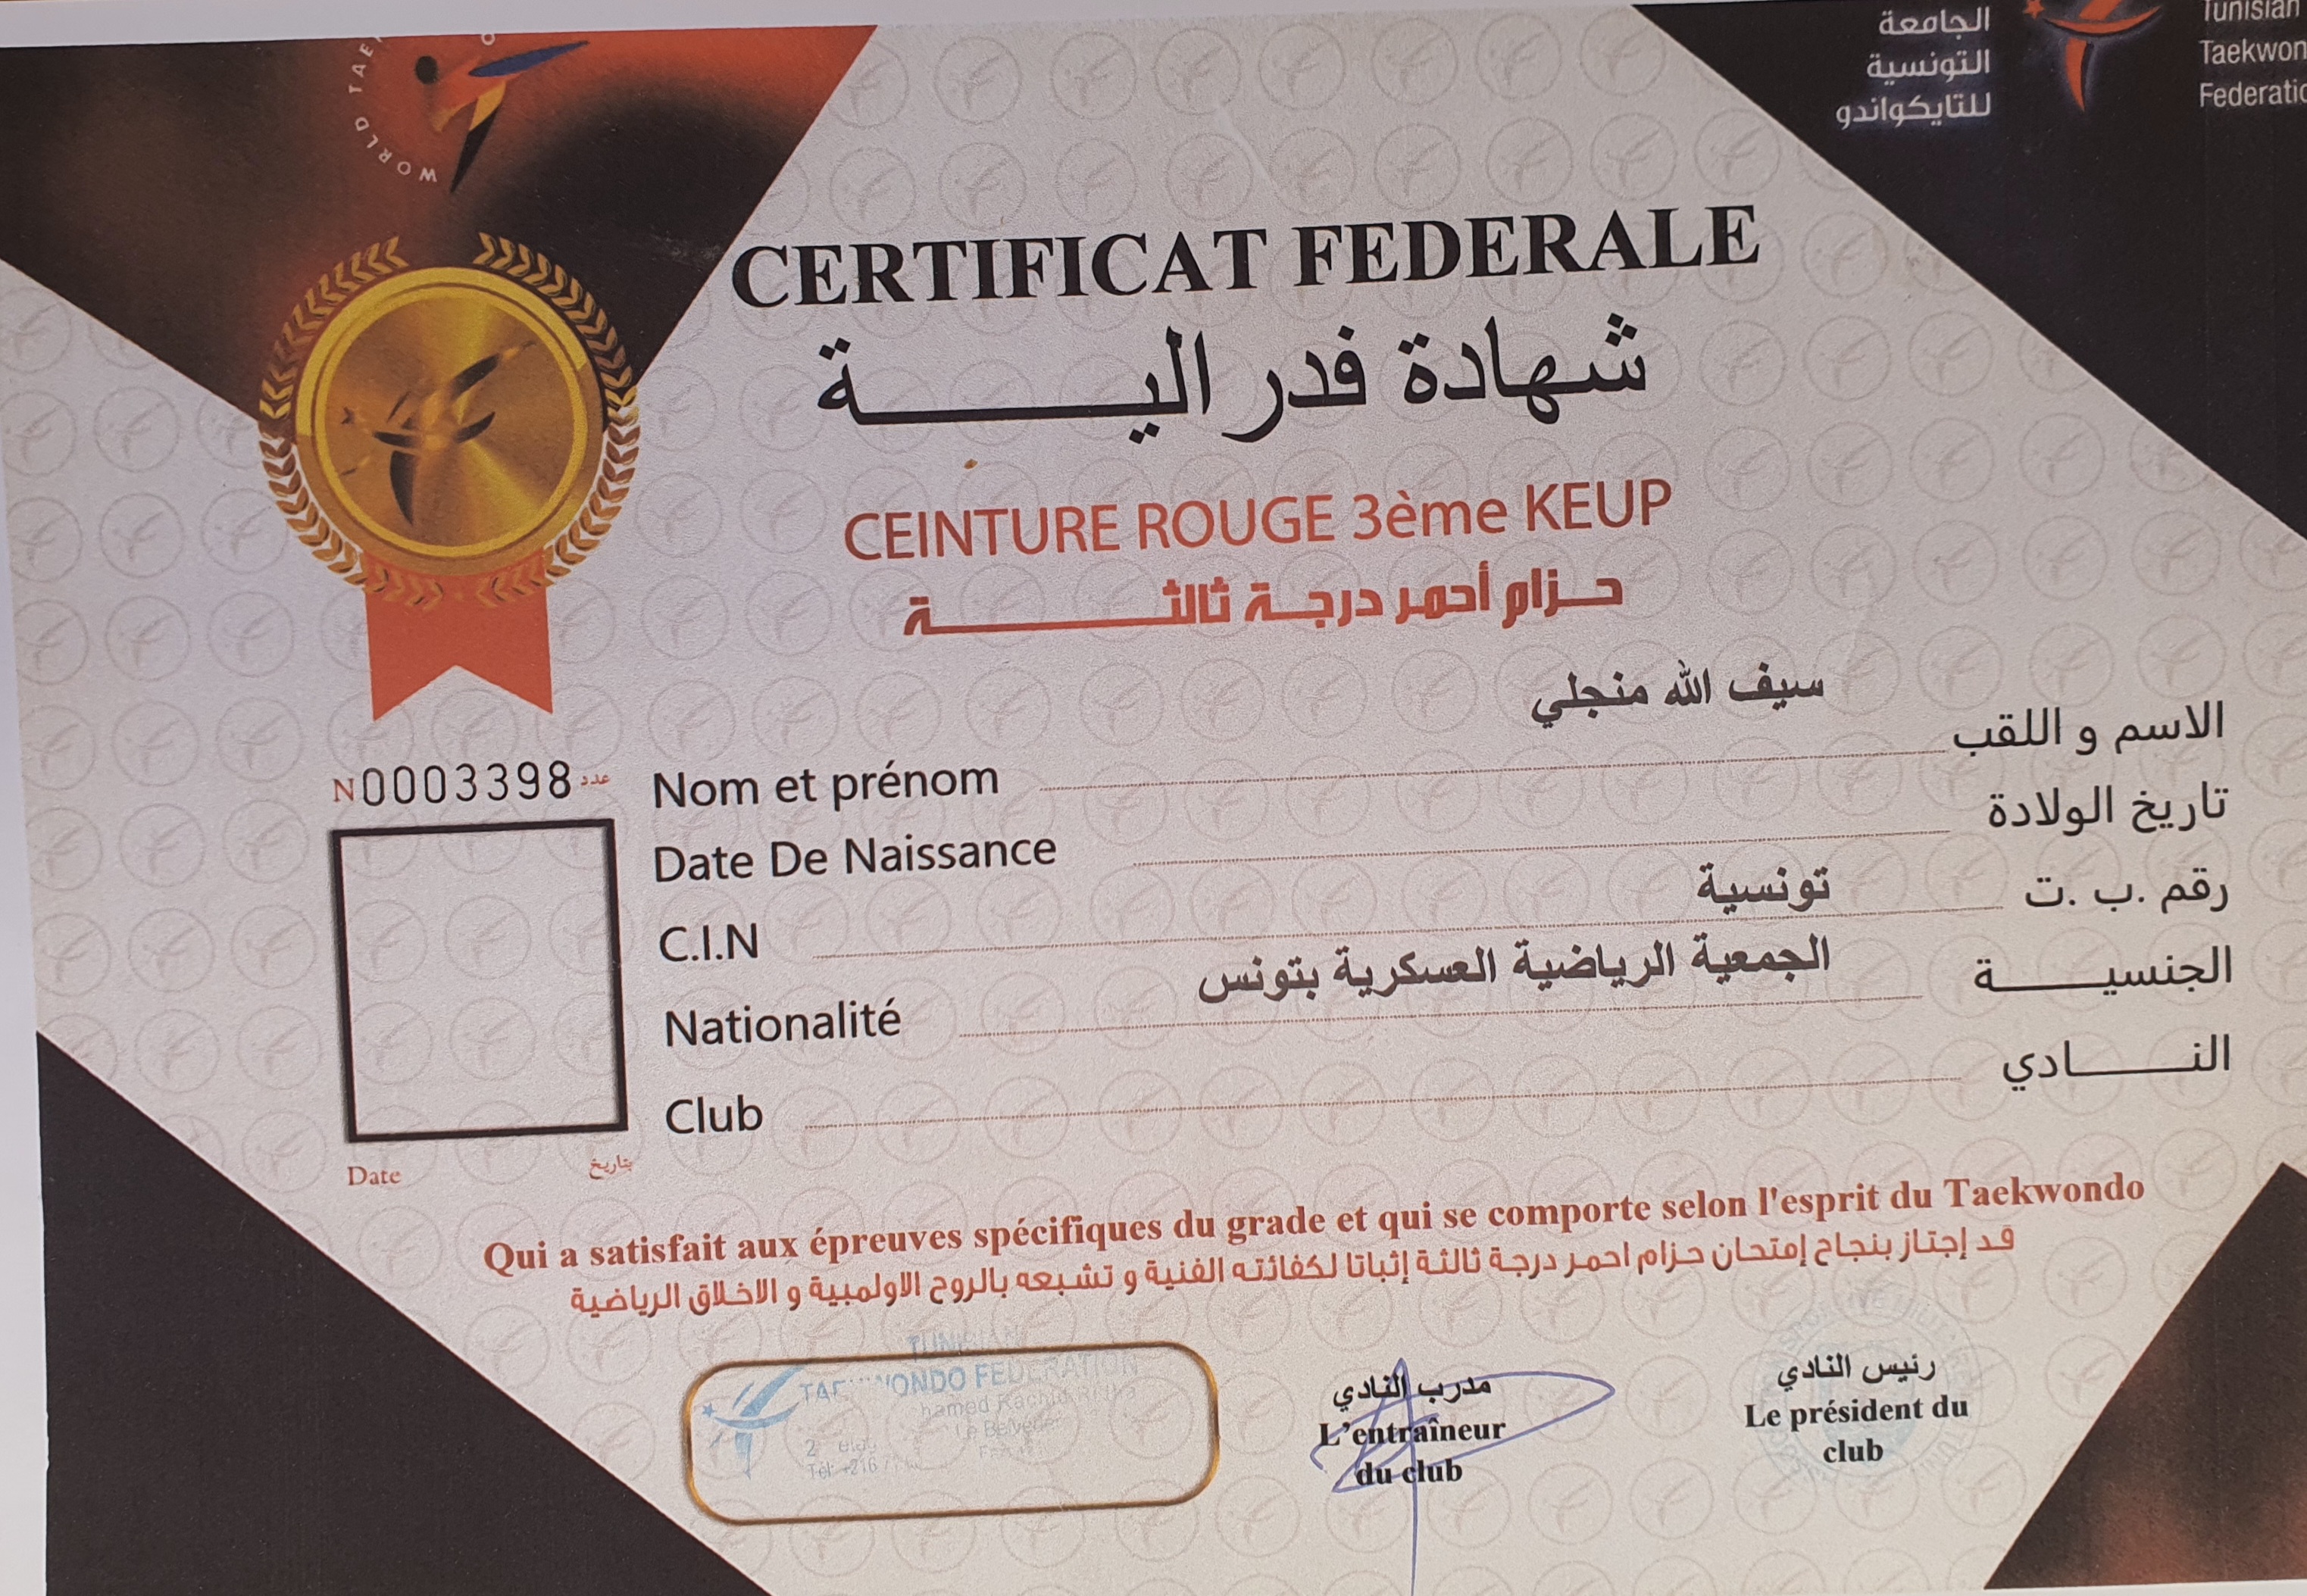 WORLD TAE
الجامعة
التونسية
للتايكواندو
Tunisian
Taekwon
Federatio
CERTIFICAT FEDERALE
شهادة فدرالية
CEINTURE ROUGE 3ème KEUP
حزام أحمر درجة ثالثة
سيف الله منجلي
Nom et prénom الاسم و اللقب
N0003398 عدد
Date De Naissance تاريخ الولادة
تونسية
C.I.N رقم .ب .ت
الجمعية الرياضية العسكرية بتونس
Nationalité الجنسية
Club النادي
Date بتاريخ
Qui a satisfait aux épreuves spécifiques du grade et qui se comporte selon l'esprit du Taekwondo
قد إجتاز بنجاح إمتحان حزام احمر درجة ثالثة إثباتا لكفائته الفنية و تشبعه بالروح الاولمبية و الاخلاق الرياضية
FEDERATION
مدرب النادي
L'entraîneur
du club
رئيس النادي
Le président du
club